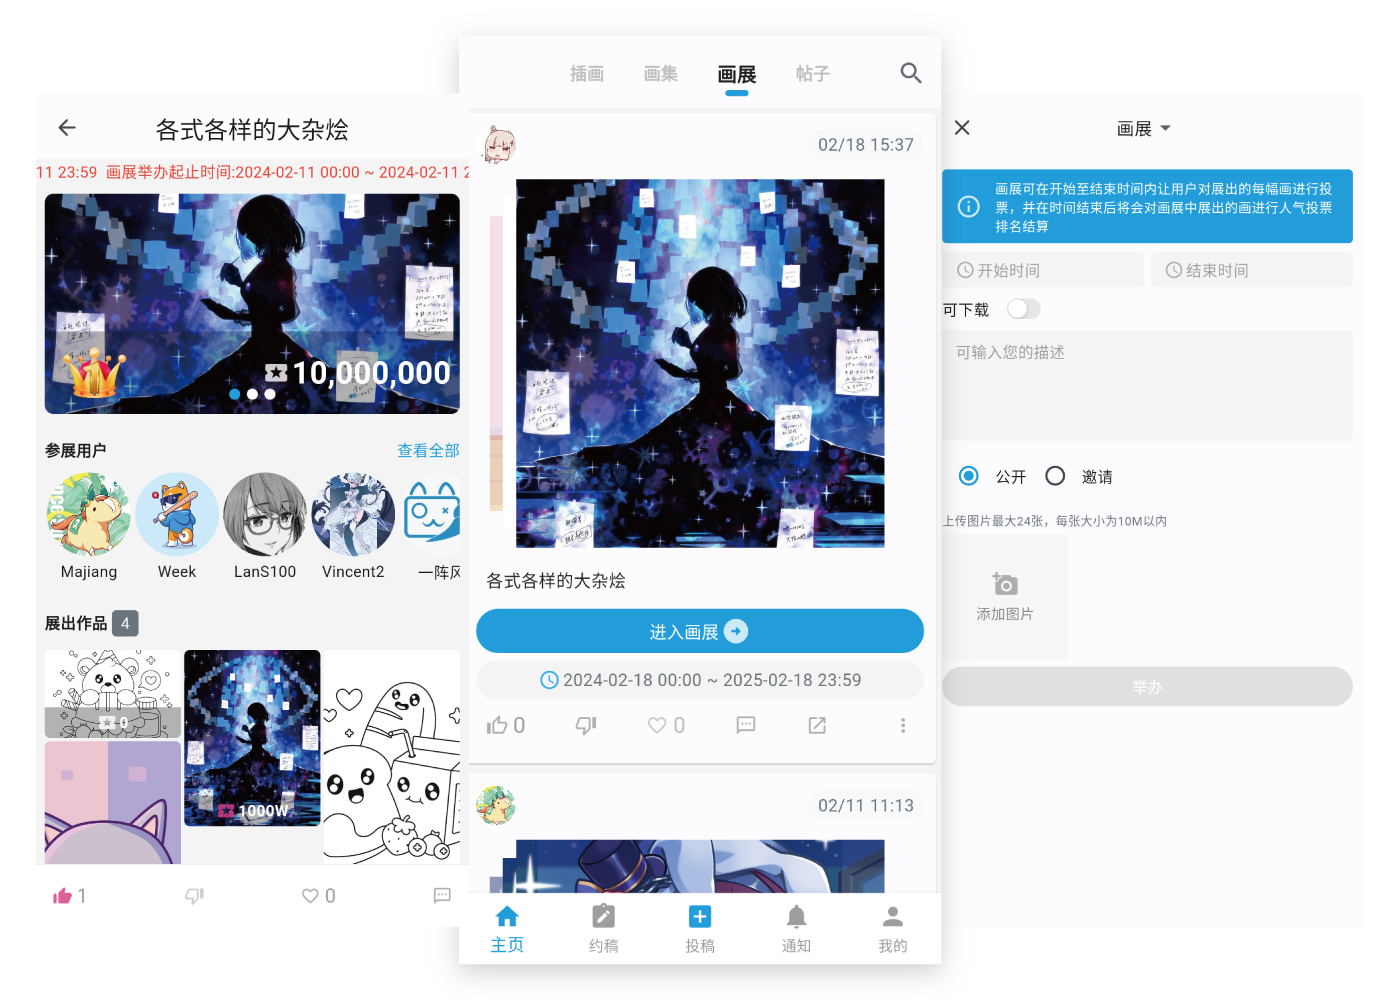 各式各样的大杂烩
11 23:59 画展举办起止时间:2024-02-11 00:00 ~ 2024-02-11 2
10,000,000
参展用户
查看全部
Majiang
Week
LanS100
Vincent2
一阵风
展出作品 4
0
1000W
1
0
插画
画集
画展
帖子
02/18 15:37
各式各样的大杂烩
进入画展
2024-02-18 00:00 ~ 2025-02-18 23:59
0
0
02/11 11:13
主页
约稿
投稿
通知
我的
画展
画展可在开始至结束时间内让用户对展出的每幅画进行投
票，并在时间结束后将会对画展中展出的画进行人气投票
排名结算
开始时间
结束时间
可下载
可输入您的描述
公开
邀请
上传图片最大24张，每张大小为10M以内
添加图片
举办